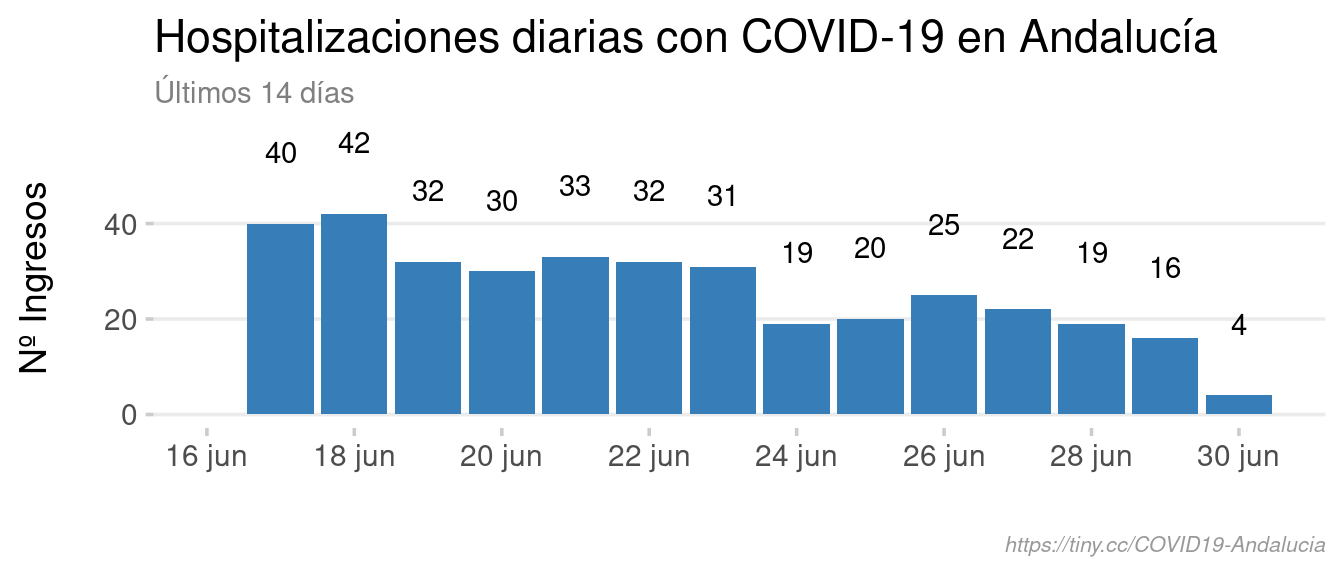 Hospitalizaciones diarias con COVID-19 en Andalucía
Últimos 14 días
Nº Ingresos
40
20
0
40
42
32
30
33
32
31
19
20
25
22
19
16
4
16 jun
18 jun
20 jun
22 jun
24 jun
26 jun
28 jun
30 jun
https://tiny.cc/COVID19-Andalucia